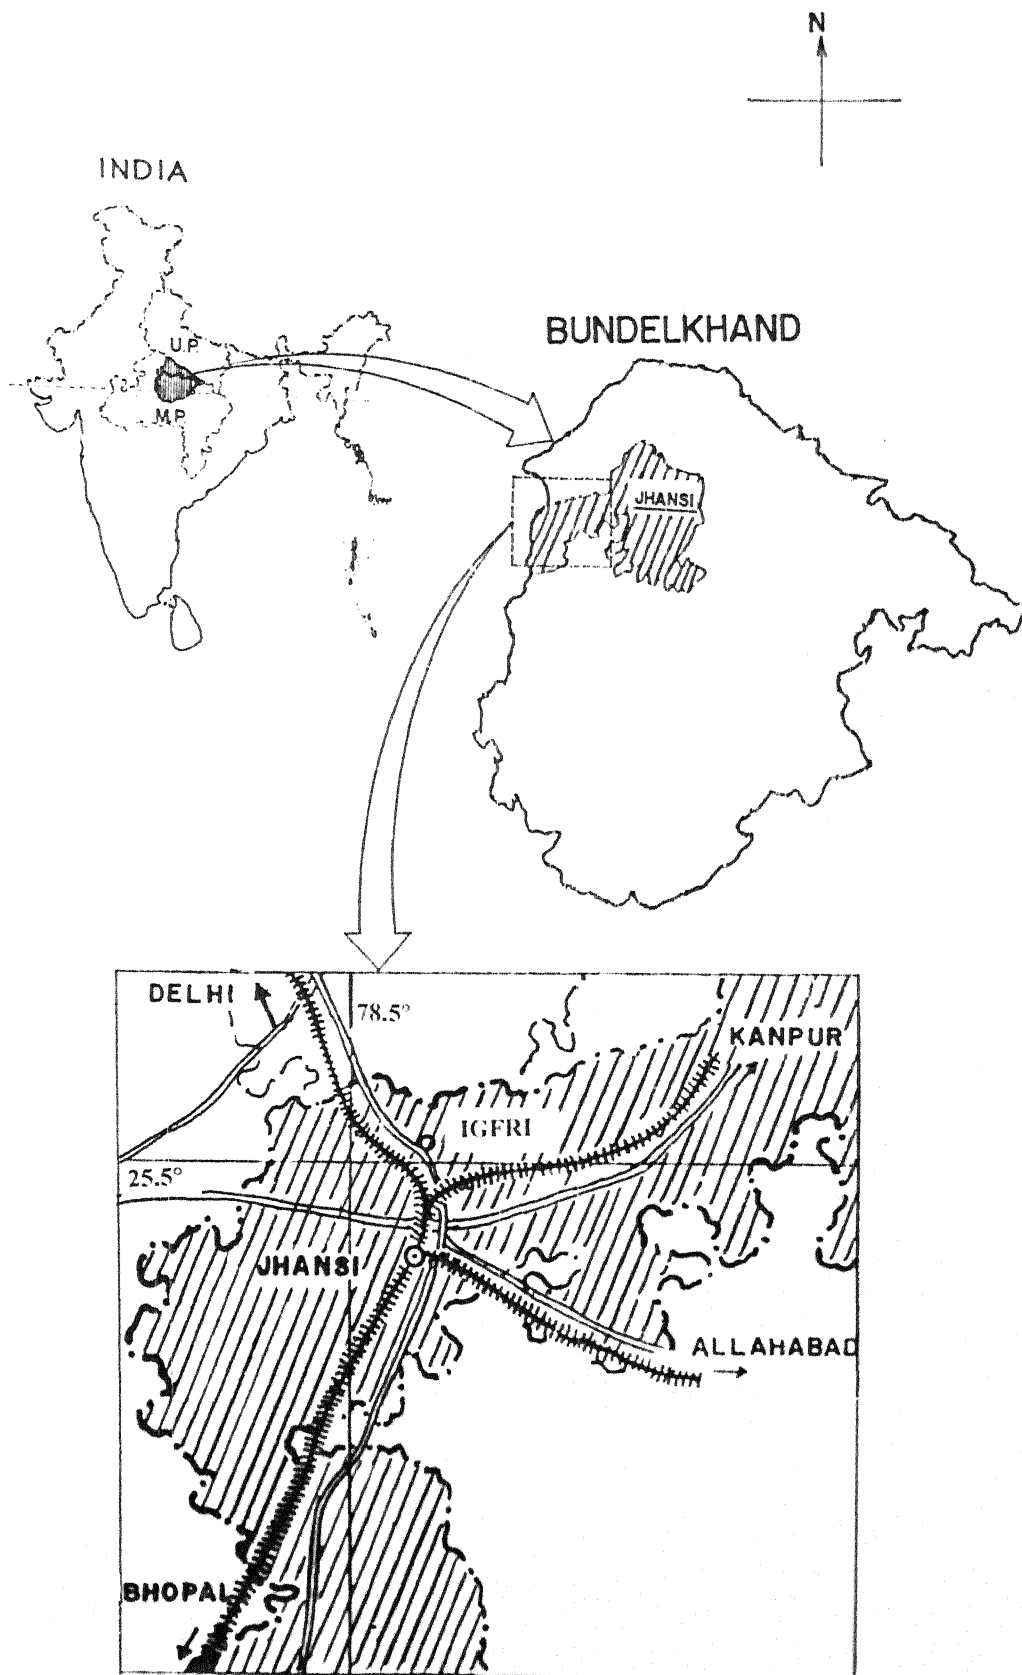 N
INDIA
BUNDELKHAND
U.P.
M.P.
JHANSI
DELHI
78.5°
KANPUR
IGFRI
25.5°
JHANSI
ALLAHABAD
BHOPAL